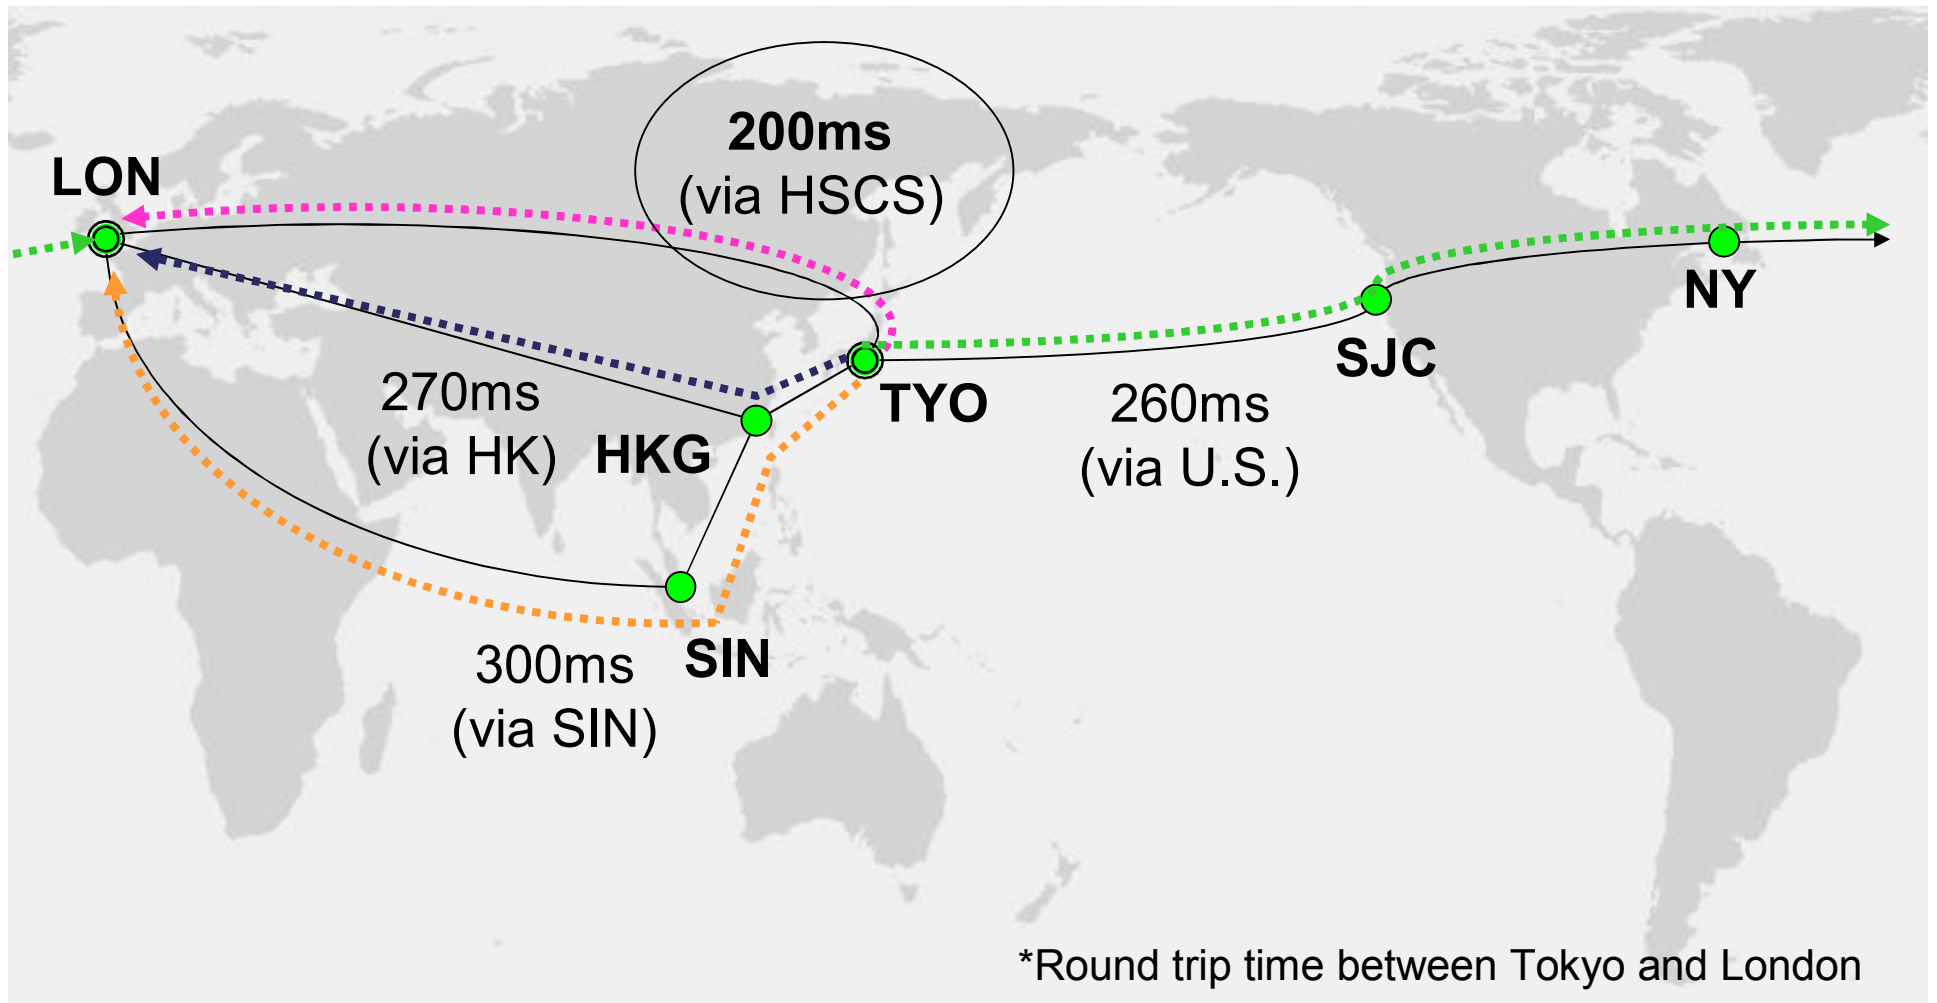 200ms
(via HSCS)
LON
NY
SJC
270ms
(via HK)
HKG
TYO
260ms
(via U.S.)
300ms
(via SIN)
SIN
*Round trip time between Tokyo and London